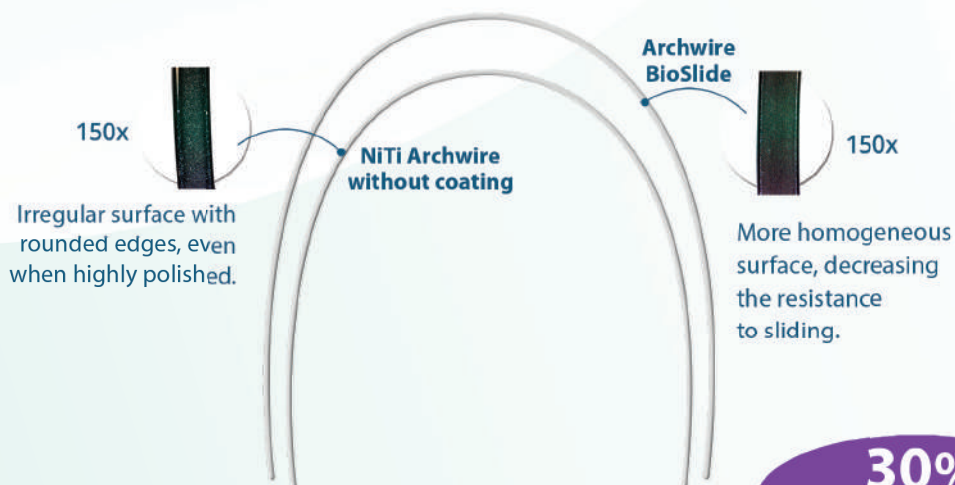 Archwire
BioSlide
150x
150x
NiTi Archwire
without coating
Irregular surface with
rounded edges, even
when highly polished.
More homogeneous
surface, decreasing
the resistance
to sliding.
30%